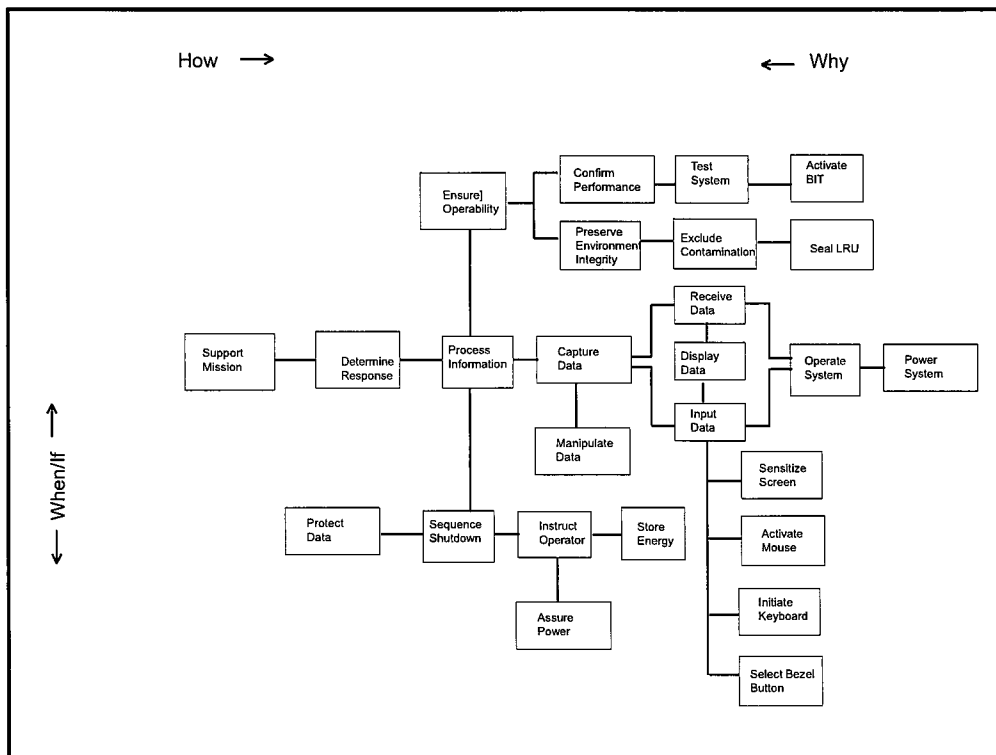 How →
← Why
Confirm
Performance
Test
System
Activate
BIT
Ensure]
Operability
Preserve
Environment
Integrity
Exclude
Contamination
Seal LRU
Receive
Data
Support
Mission
Determine
Response
Process
Information
Capture
Data
Display
Data
Operate
System
Power
System
Input
Data
Manipulate
Data
← When/If →
Sensitize
Screen
Protect
Data
Sequence
Shutdown
Instruct
Operator
Store
Energy
Activate
Mouse
Assure
Power
Initiate
Keyboard
Select Bezel
Button